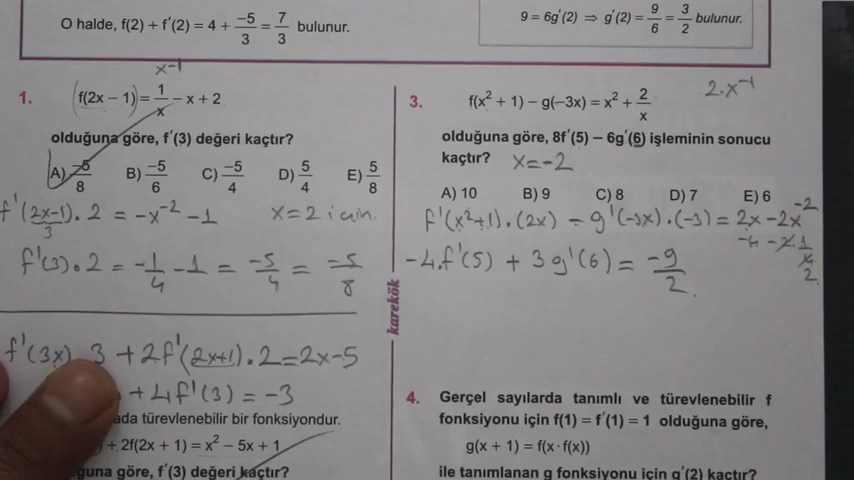 O halde, f(2) + f'(2) = 4 + -5/3 = 7/3 bulunur.
9 = 6g'(2) ⇒ g'(2) = 9/6 = 3/2 bulunur.
x⁻¹
1. f(2x – 1) = 1/x – x + 2
olduğuna göre, f'(3) değeri kaçtır?
A) -5/8 B) -5/6 C) -5/4 D) 5/4 E) 5/8
f'(2x-1).2 = -x⁻² -1 x=2 için.
3
f'(3).2 = -1/4 -1 = -5/4 = -5/8
f'(3x) 3 + 2f'(2x+1).2 = 2x-5
+ 4f'(3) = -3
ada türevlenebilir bir fonksiyondur.
+ 2f(2x + 1) = x² – 5x + 1
ğuna göre, f'(3) değeri kaçtır?
karekök
3. f(x² + 1) – g(–3x) = x² + 2/x
2.x⁻¹
olduğuna göre, 8f'(5) – 6g'(6) işleminin sonucu
kaçtır? x=-2
A) 10 B) 9 C) 8 D) 7 E) 6
f'(x²+1).(2x) - g'(-3x).(-3) = 2x-2x⁻²
-4 -2.1/4
2
-4.f'(5) + 3g'(6) = -9/2
4. Gerçel sayılarda tanımlı ve türevlenebilir f
fonksiyonu için f(1) = f'(1) = 1 olduğuna göre,
g(x + 1) = f(x·f(x))
ile tanımlanan g fonksiyonu için g'(2) kaçtır?